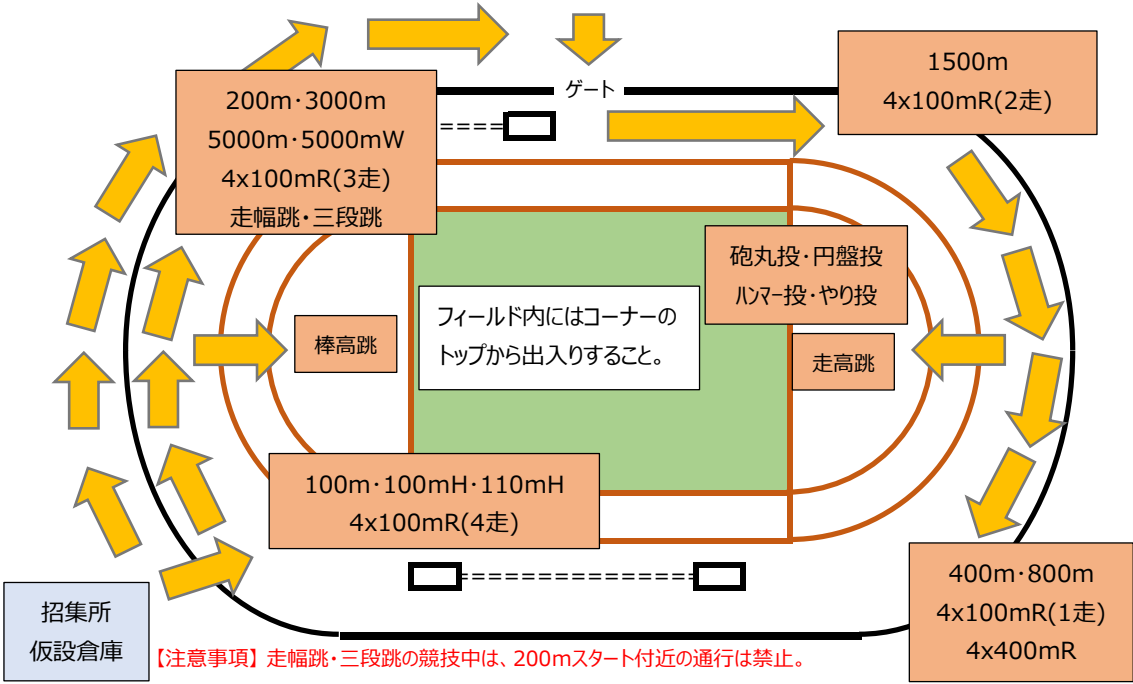 ゲート
200m・3000m
5000m・5000mW
4x100mR(3走)
走幅跳・三段跳
1500m
4x100mR(2走)
砲丸投・円盤投
ﾊﾝﾏｰ投・やり投
フィールド内にはコーナーの
トップから出入りすること。
棒高跳
走高跳
100m・100mH・110mH
4x100mR(4走)
400m・800m
4x100mR(1走)
4x400mR
招集所
仮設倉庫
【注意事項】走幅跳・三段跳の競技中は、200mスタート付近の通行は禁止。